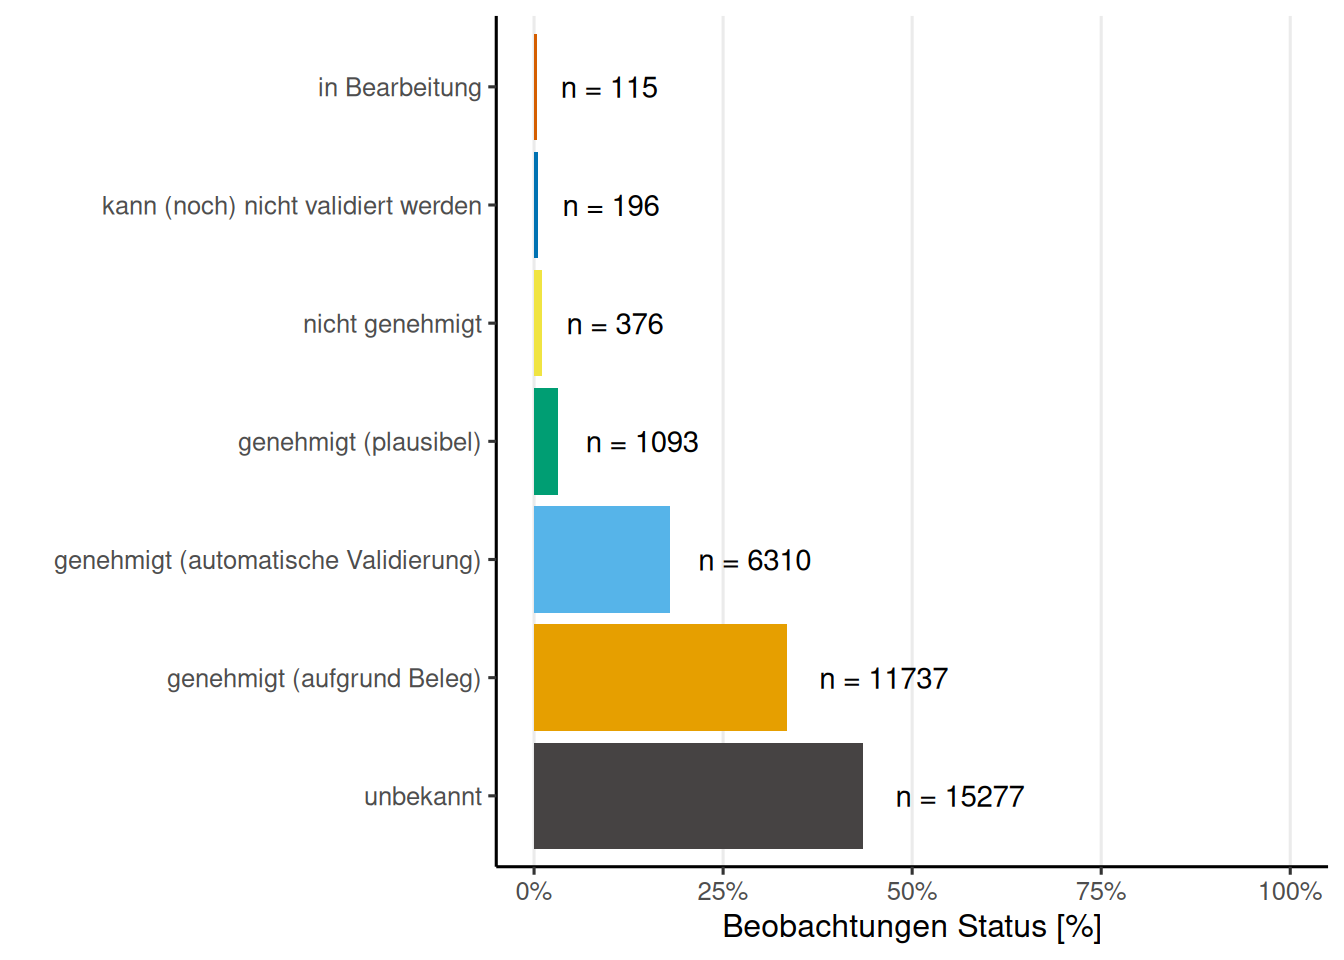 in Bearbeitung
n = 115
kann (noch) nicht validiert werden
n = 196
nicht genehmigt
n = 376
genehmigt (plausibel)
n = 1093
genehmigt (automatische Validierung)
n = 6310
genehmigt (aufgrund Beleg)
n = 11737
unbekannt
n = 15277
0%
25%
50%
75%
100%
Beobachtungen Status [%]